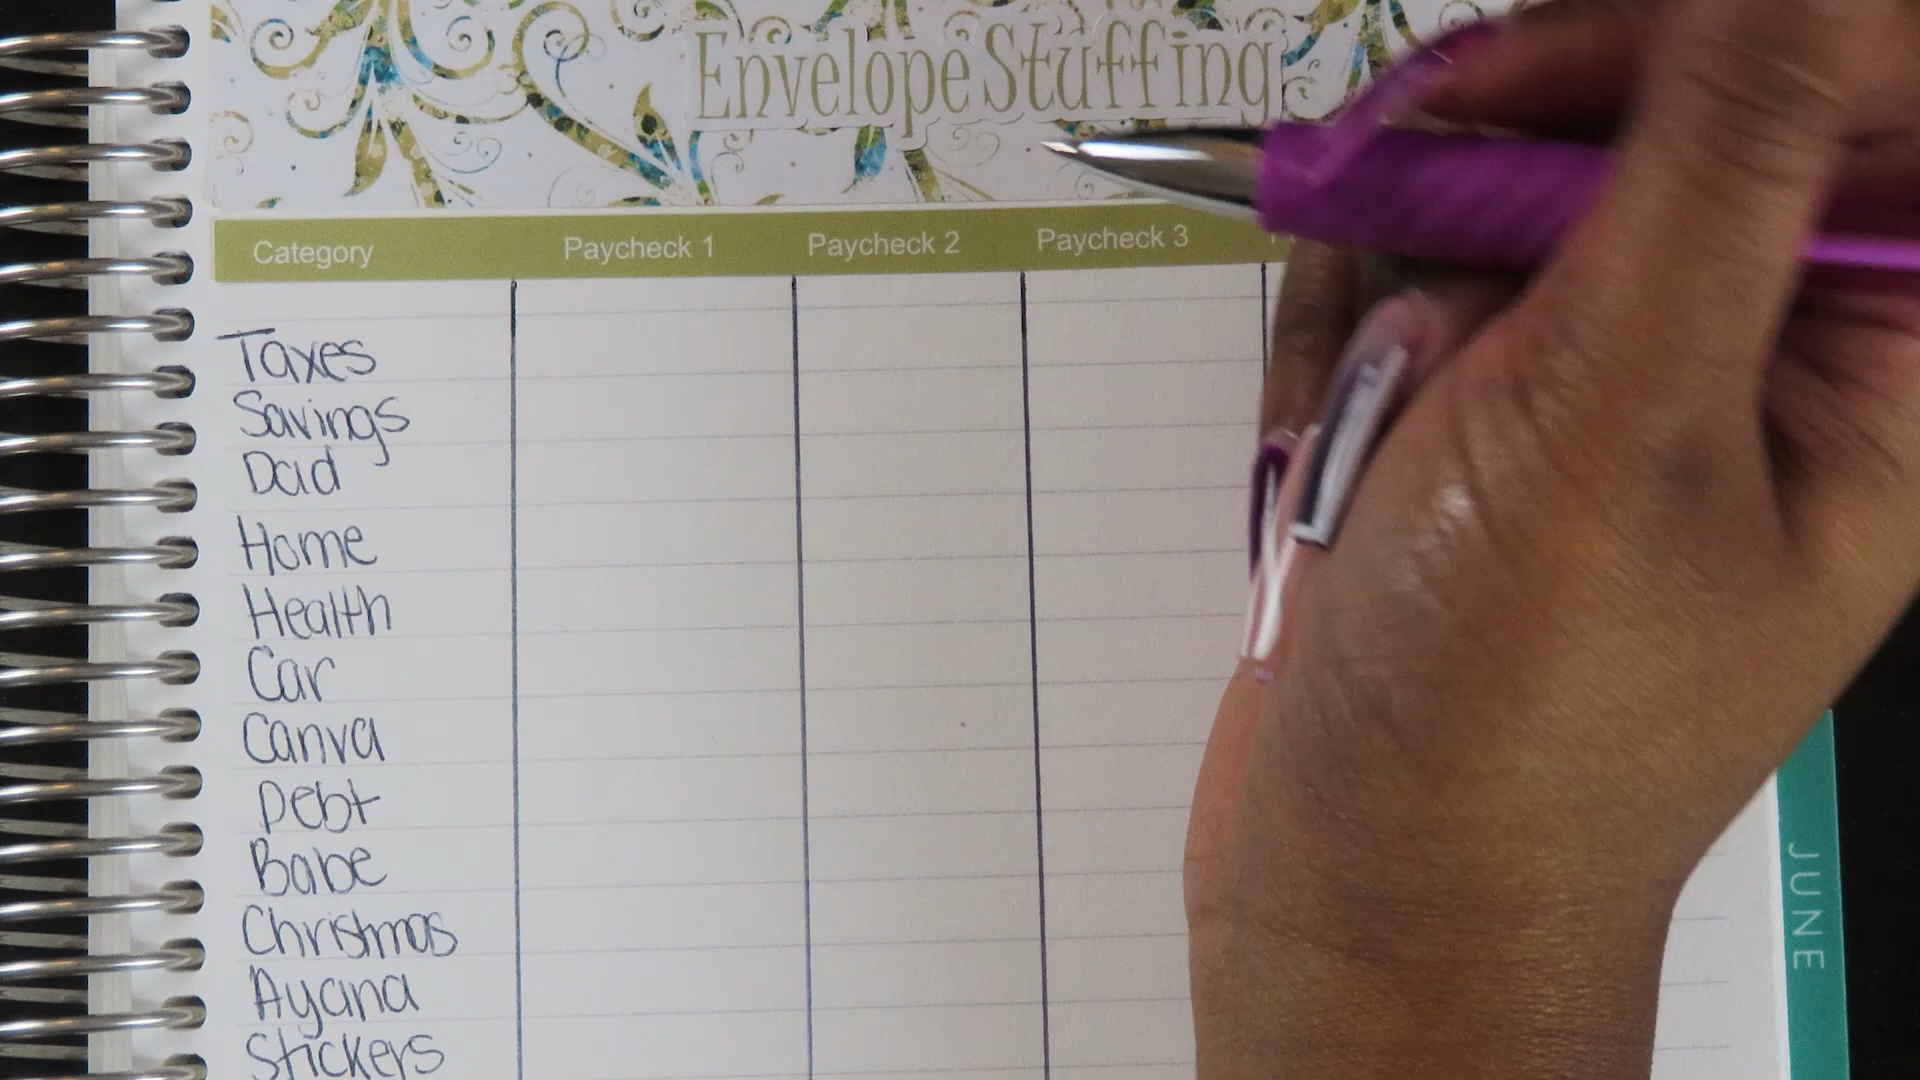 Envelope Stuffing
Category Paycheck 1 Paycheck 2 Paycheck 3
Taxes
Savings
Dad
Home
Health
Car
Canva
Debt
Babe
Christmas
Ayana
Stickers
JUNE